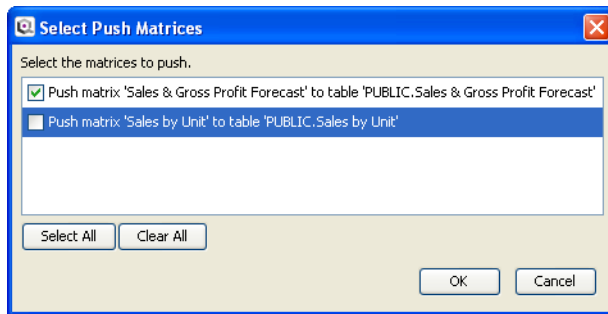 Select Push Matrices
Select the matrices to push.
Push matrix 'Sales & Gross Profit Forecast' to table 'PUBLIC.Sales & Gross Profit Forecast'
Push matrix 'Sales by Unit' to table 'PUBLIC.Sales by Unit'
Select All Clear All
OK Cancel